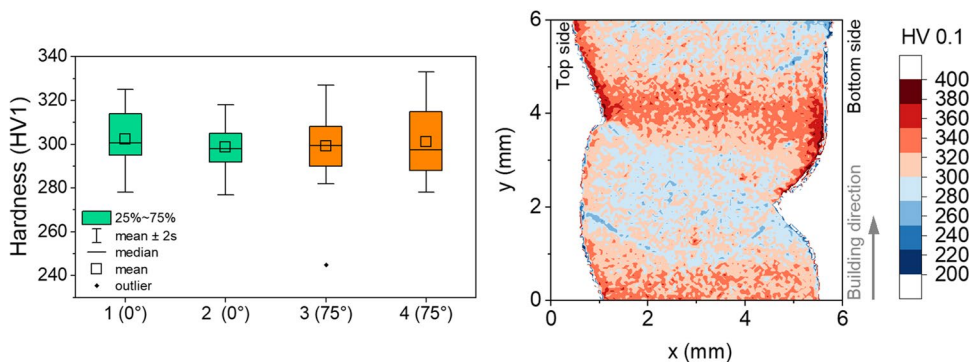 Hardness (HV1)
340
320
300
280
260
240
25%~75%
mean ± 2s
median
mean
outlier
1 (0°) 2 (0°) 3 (75°) 4 (75°)
y (mm)
6
4
2
0
0 2 4 6
x (mm)
Top side
Bottom side
Building direction
HV 0.1
400
380
360
340
320
300
280
260
240
220
200